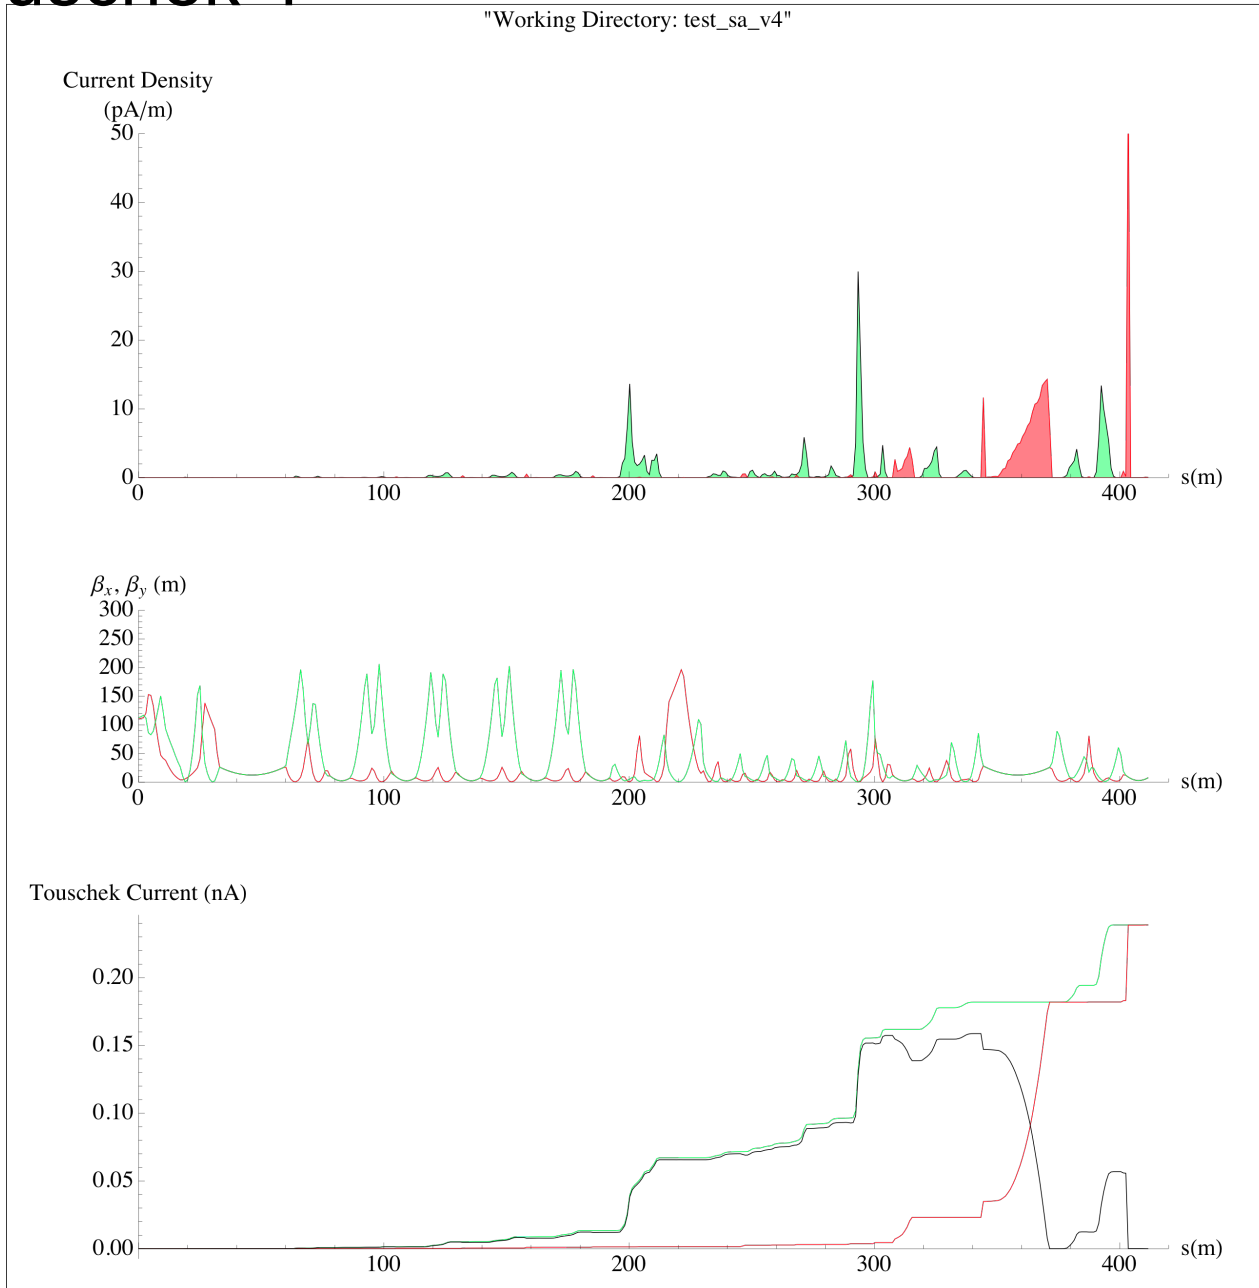 "Working Directory: test_sa_v4"
Current Density
(pA/m)
50
40
30
20
10
0
0 100 200 300 400 s(m)
βx, βy (m)
300
250
200
150
100
50
0
0 100 200 300 400 s(m)
Touschek Current (nA)
0.20
0.15
0.10
0.05
0.00
0 100 200 300 400 s(m)